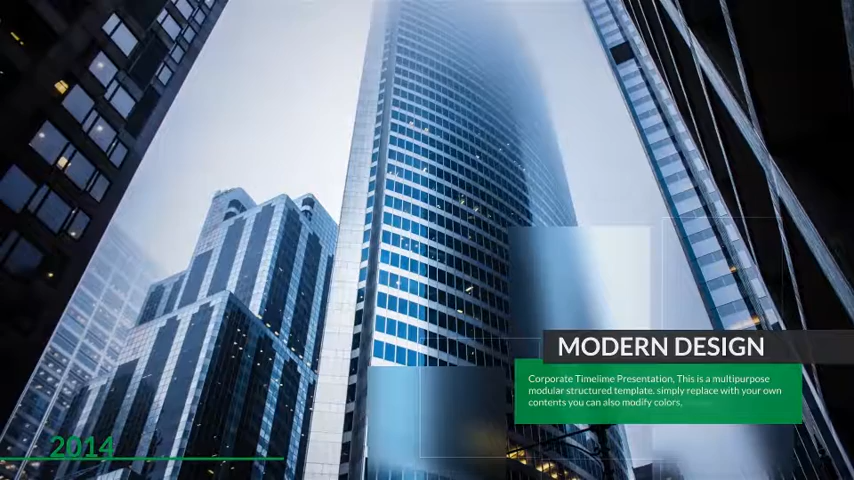 MODERN DESIGN
Corporate Timelime Presentation, This is a multipurpose
modular structured template. simply replace with your own
contents you can also modify colors,
2014